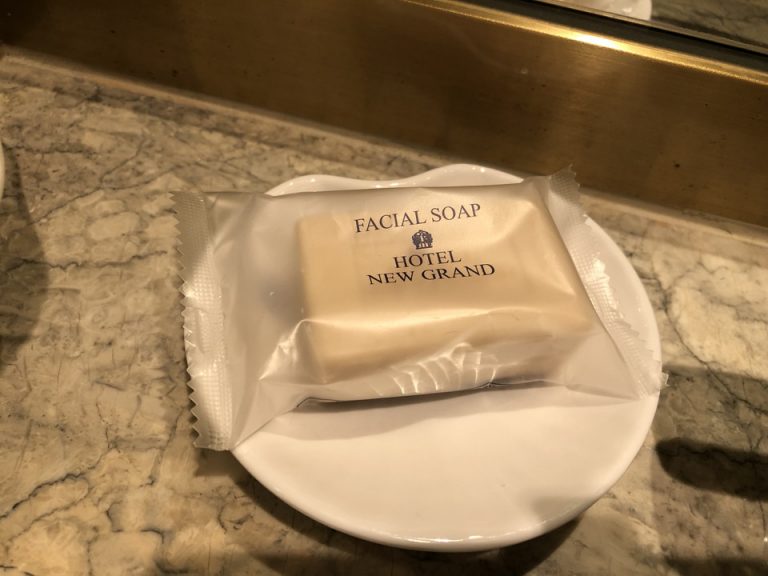 FACIAL SOAP
HOTEL
NEW GRAND